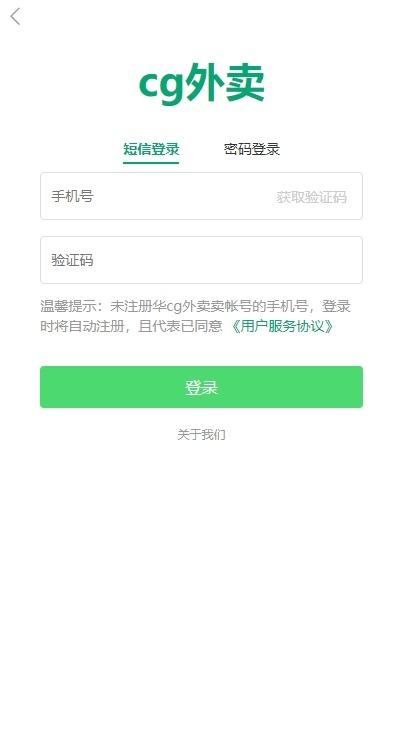 cg外卖
短信登录 密码登录
手机号 获取验证码
验证码
温馨提示：未注册华cg外卖卖帐号的手机号，登录
时将自动注册，且代表已同意 《用户服务协议》
登录
关于我们